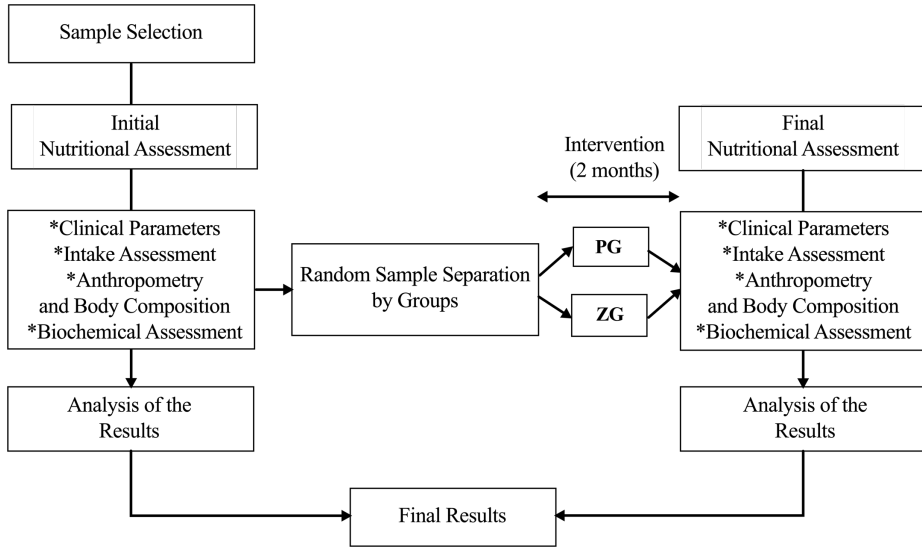 Sample Selection
Initial
Nutritional Assessment
*Clinical Parameters
*Intake Assessment
*Anthropometry
and Body Composition
*Biochemical Assessment
Analysis of the
Results
Random Sample Separation
by Groups
Intervention
(2 months)
PG
ZG
Final
Nutritional Assessment
*Clinical Parameters
*Intake Assessment
*Anthropometry
and Body Composition
*Biochemical Assessment
Analysis of the
Results
Final Results